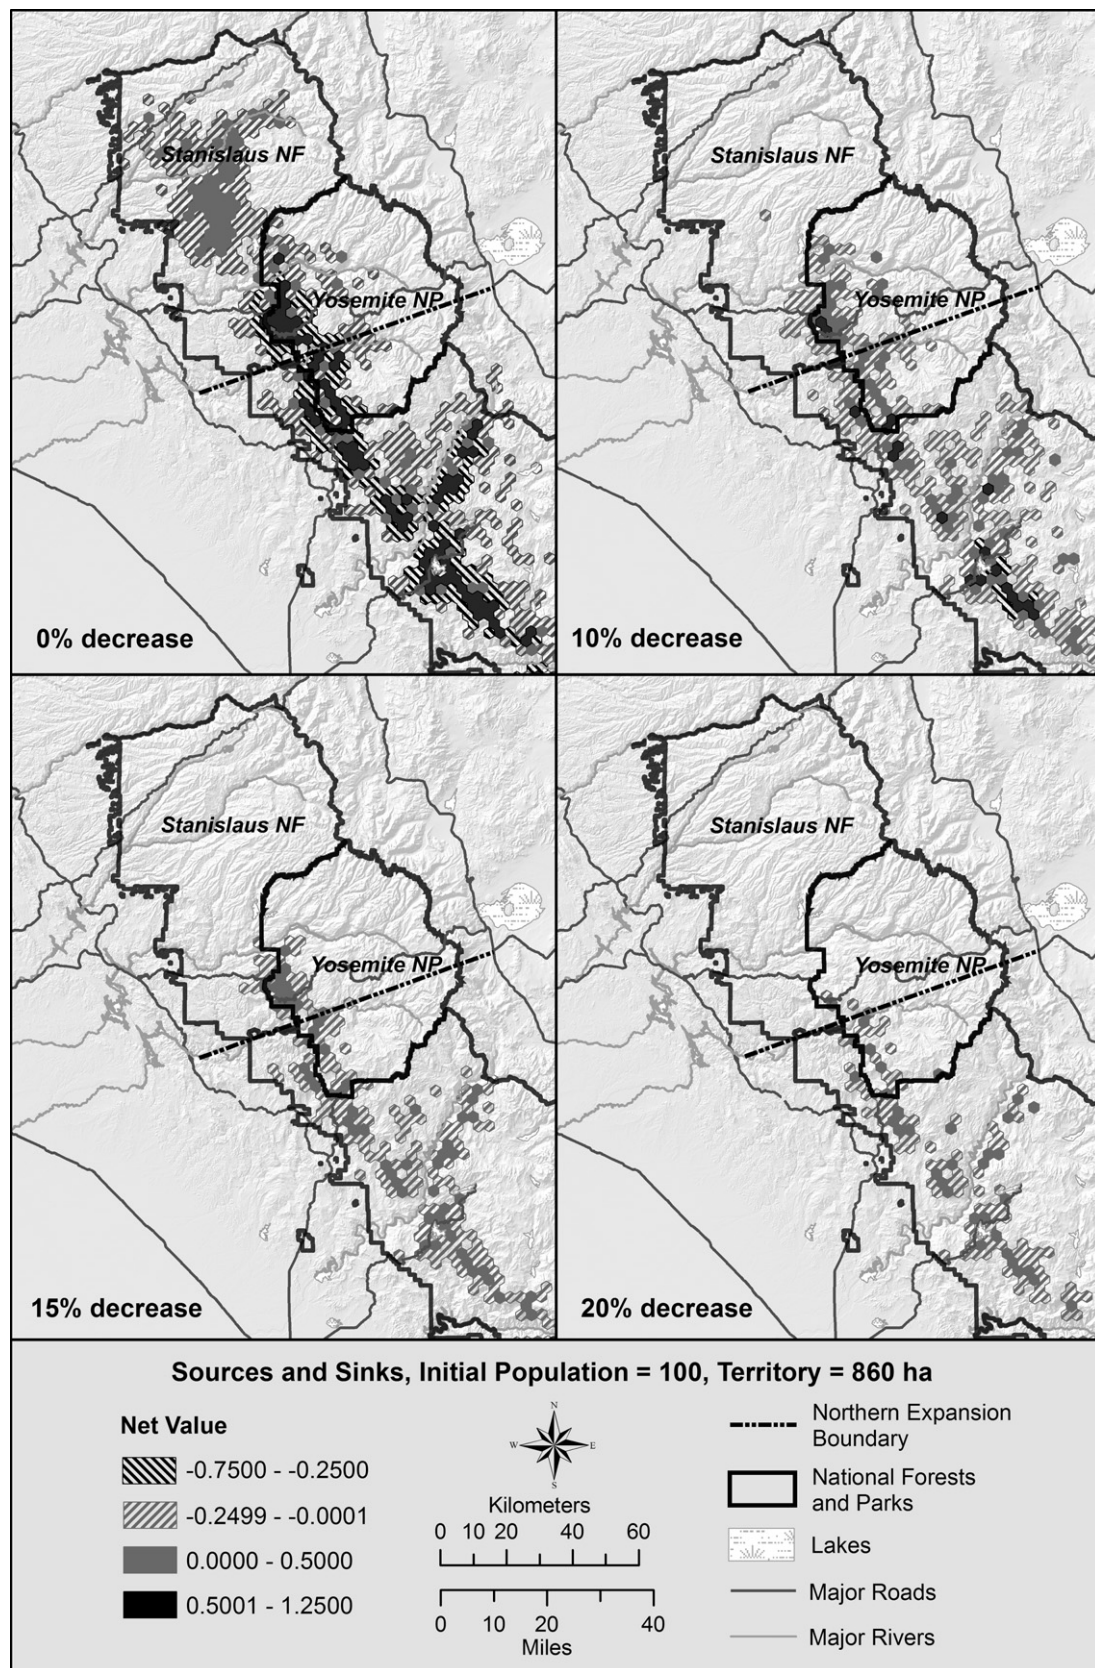 Stanislaus NF
Yosemite NP
0% decrease
Stanislaus NF
Yosemite NP
10% decrease
Stanislaus NF
Yosemite NP
15% decrease
Stanislaus NF
Yosemite NP
20% decrease
Sources and Sinks, Initial Population = 100, Territory = 860 ha
Net Value
-0.7500 - -0.2500
-0.2499 - -0.0001
0.0000 - 0.5000
0.5001 - 1.2500
N
W E
S
Kilometers
0 10 20 40 60
0 10 20 40
Miles
Northern Expansion
Boundary
National Forests
and Parks
Lakes
Major Roads
Major Rivers